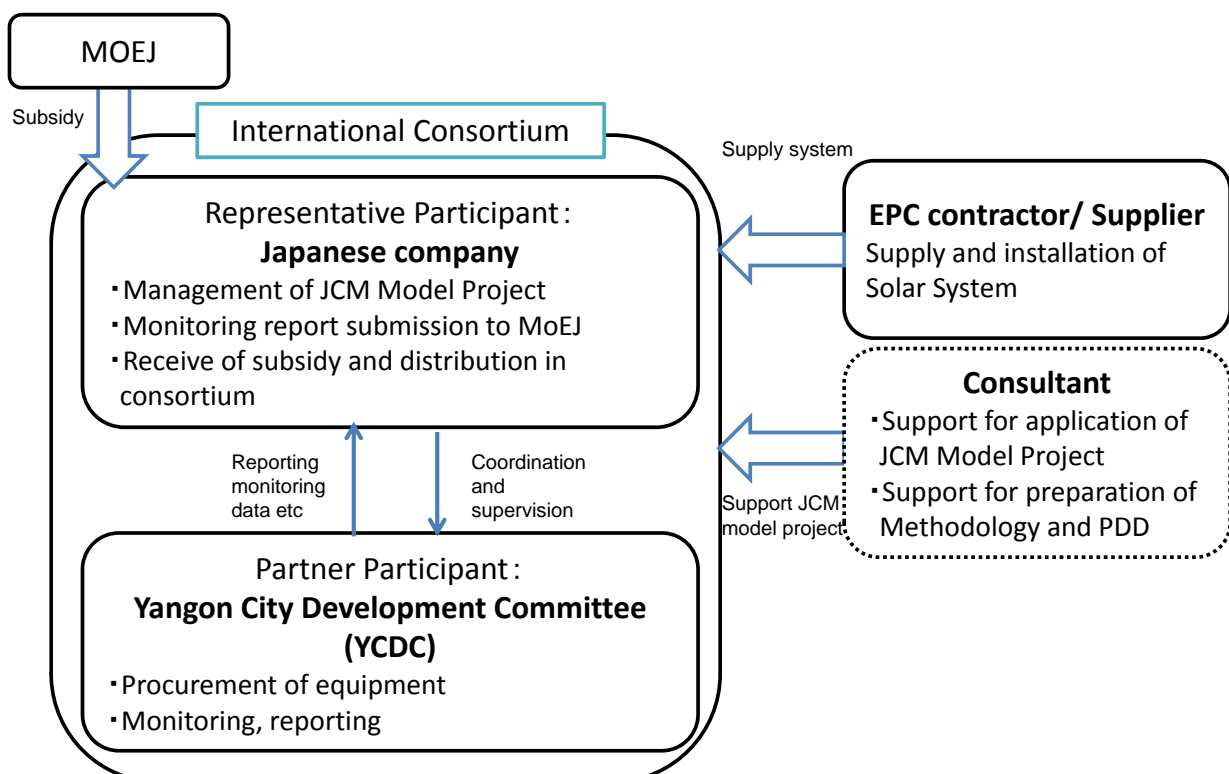 MOEJ
Subsidy
International Consortium
Representative Participant：
Japanese company
・Management of JCM Model Project
・Monitoring report submission to MoEJ
・Receive of subsidy and distribution in
consortium
Reporting
monitoring
data etc
Coordination
and
supervision
Partner Participant：
Yangon City Development Committee
(YCDC)
・Procurement of equipment
・Monitoring, reporting
Supply system
EPC contractor/ Supplier
Supply and installation of
Solar System
Support JCM
model project
Consultant
・Support for application of
JCM Model Project
・Support for preparation of
Methodology and PDD